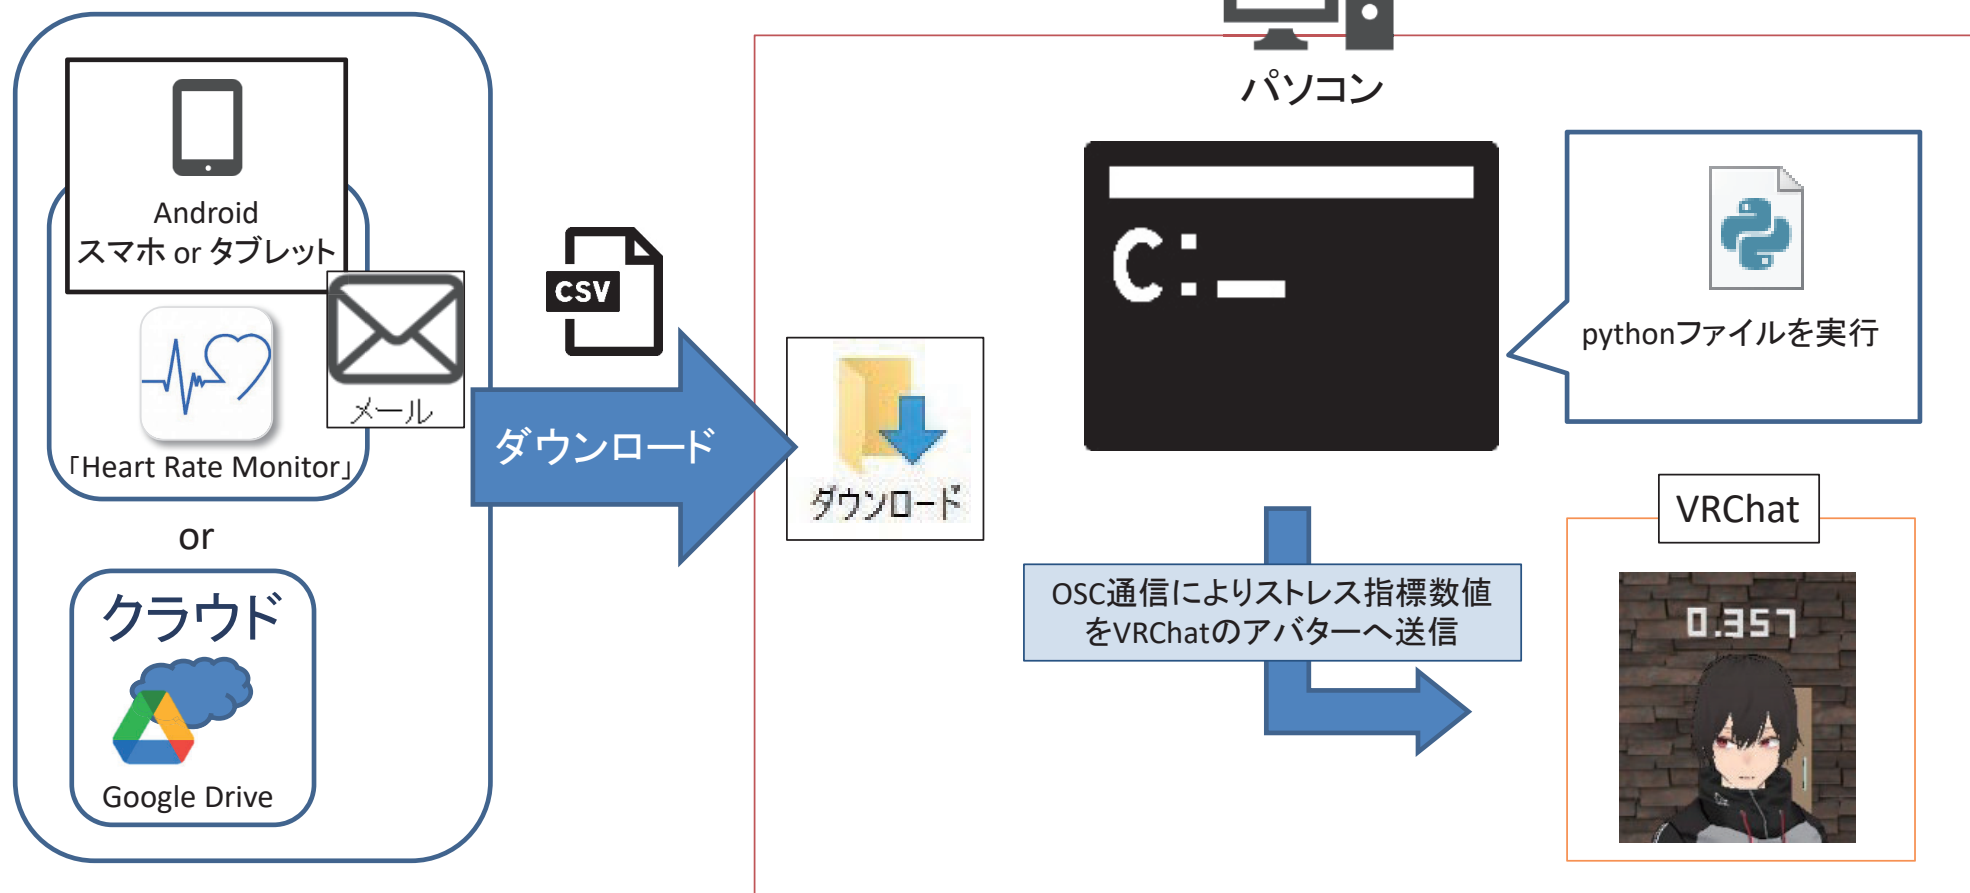 パソコン
Android
スマホ or タブレット
メール
「Heart Rate Monitor」
or
クラウド
Google Drive
CSV
ダウンロード
ダウンロード
C:_
pythonファイルを実行
OSC通信によりストレス指標数値
をVRChatのアバターへ送信
VRChat
0.357